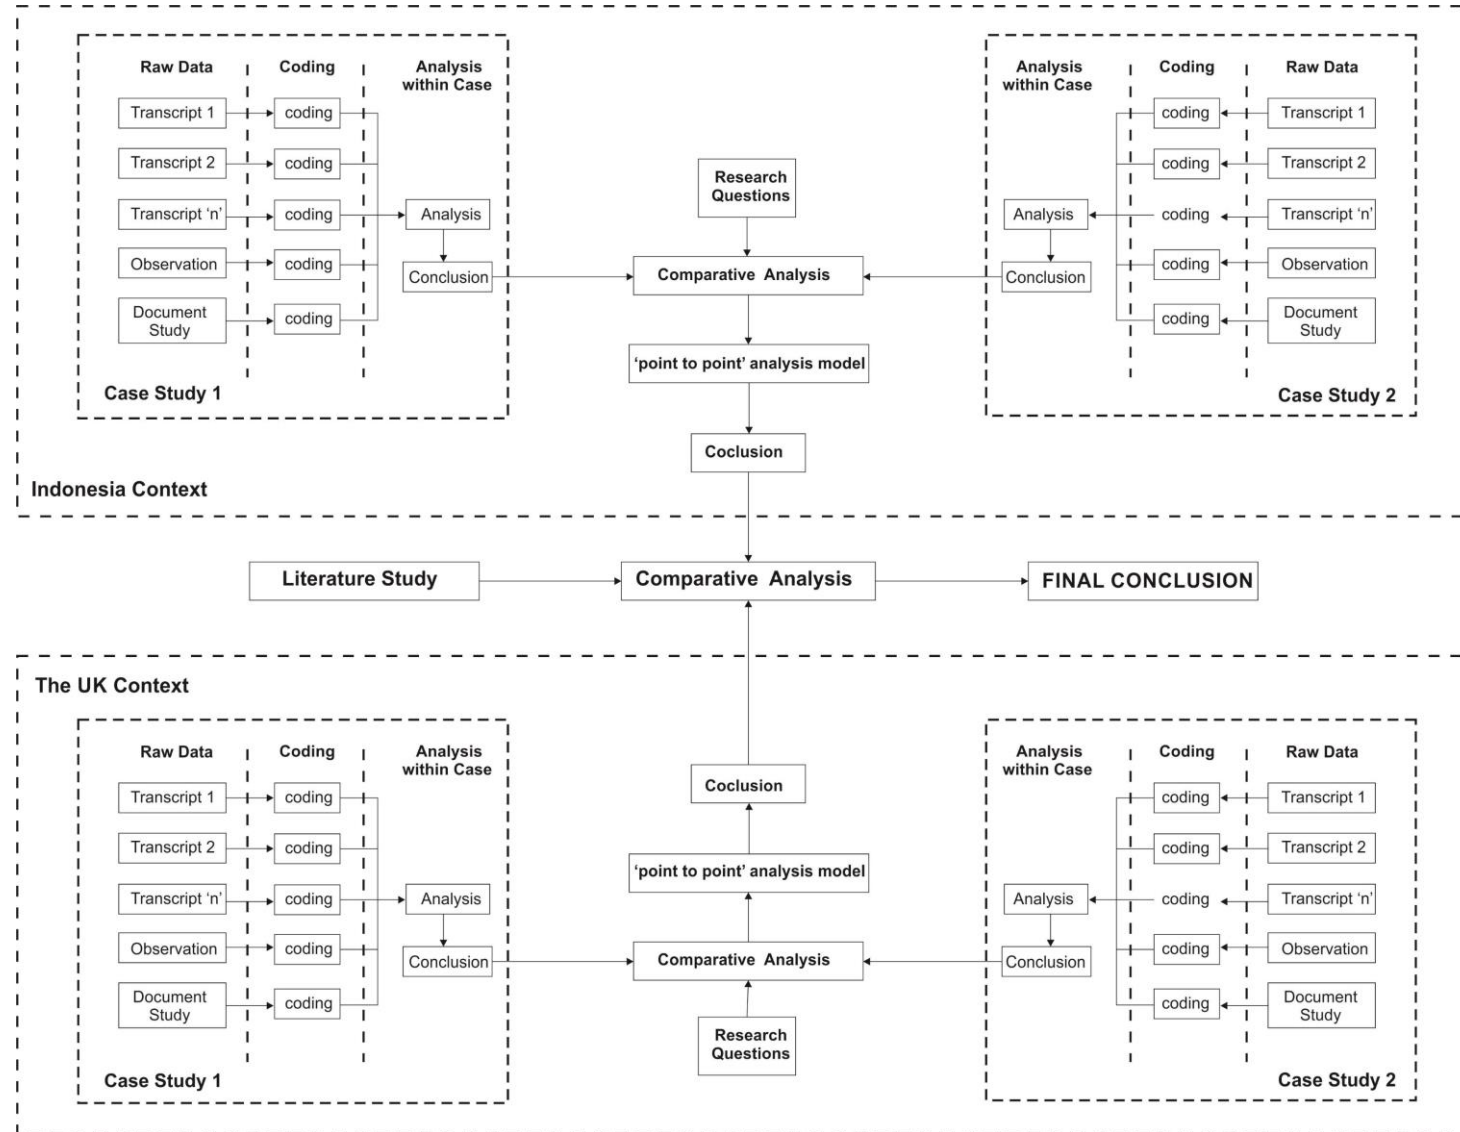 Raw Data
Coding
Analysis
within Case
Transcript 1
coding
Transcript 2
coding
Transcript ‘n’
coding
Analysis
Observation
coding
Conclusion
Document
Study
coding
Case Study 1
Research
Questions
Comparative Analysis
‘point to point’ analysis model
Coclusion
Analysis
within Case
Coding
Raw Data
coding
Transcript 1
coding
Transcript 2
Analysis
coding
Transcript ‘n’
Conclusion
coding
Observation
coding
Document
Study
Case Study 2
Indonesia Context
Literature Study
Comparative Analysis
FINAL CONCLUSION
The UK Context
Raw Data
Coding
Analysis
within Case
Transcript 1
coding
Transcript 2
coding
Transcript ‘n’
coding
Analysis
Observation
coding
Conclusion
Document
Study
coding
Case Study 1
Coclusion
‘point to point’ analysis model
Comparative Analysis
Research
Questions
Analysis
within Case
Coding
Raw Data
coding
Transcript 1
coding
Transcript 2
Analysis
coding
Transcript ‘n’
Conclusion
coding
Observation
coding
Document
Study
Case Study 2